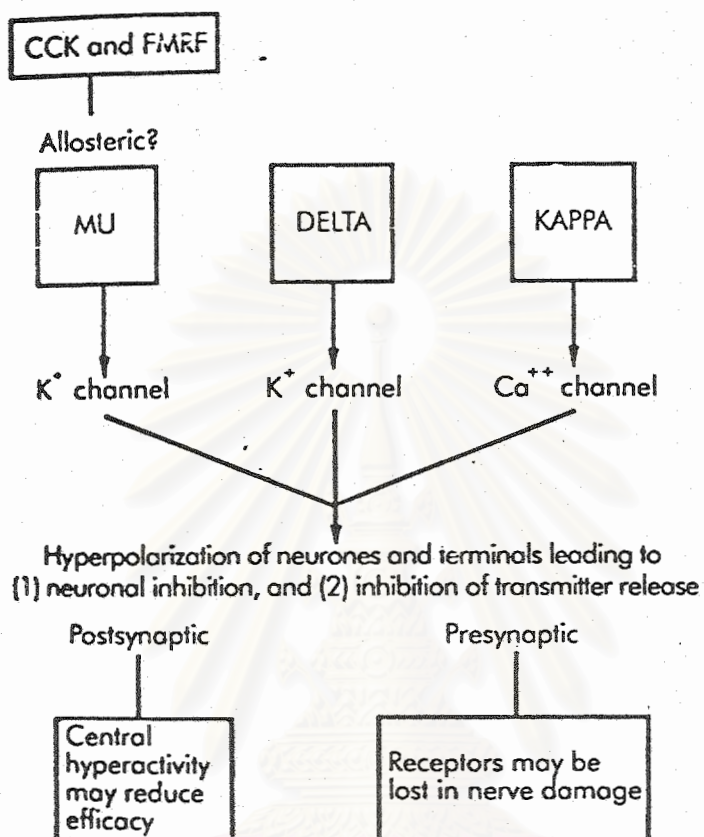 CCK and FMRF
Allosteric?
MU
DELTA
KAPPA
K⁺ channel
K⁺ channel
Ca⁺⁺ channel
Hyperpolarization of neurones and terminals leading to
(1) neuronal inhibition, and (2) inhibition of transmitter release
Postsynaptic
Presynaptic
Central
hyperactivity
may reduce
efficacy
Receptors may be
lost in nerve damage